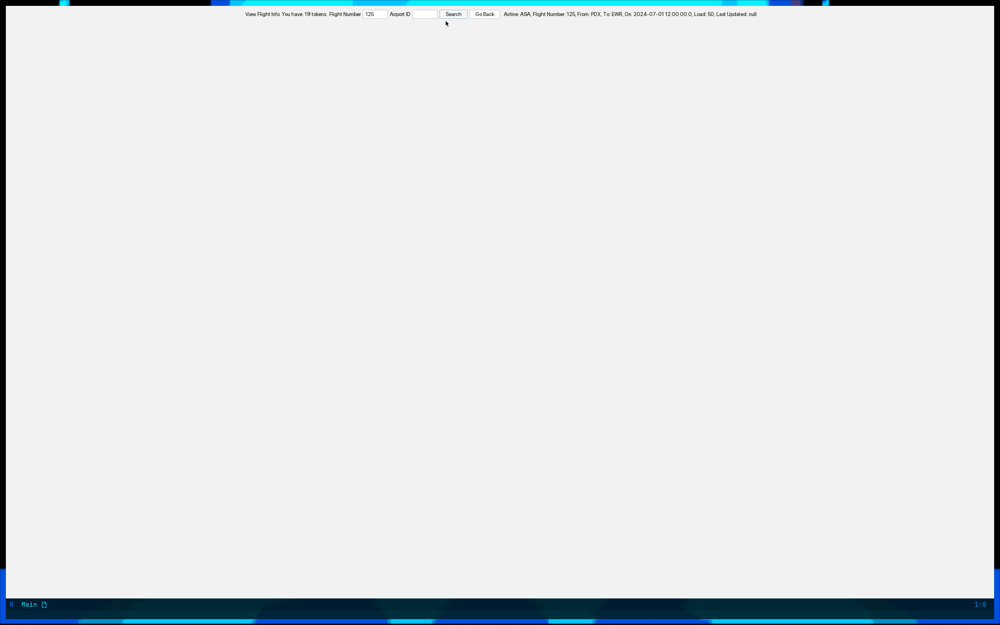 View Flight Info You have: 19 tokens. Flight Number 125 Airport ID Search Go Back Airline: ASA, Flight Number: 125, From: PDX, To: EWR, On: 2024-07-01 12:00:00.0, Load: 50, Last Updated: null
N Main 1:0